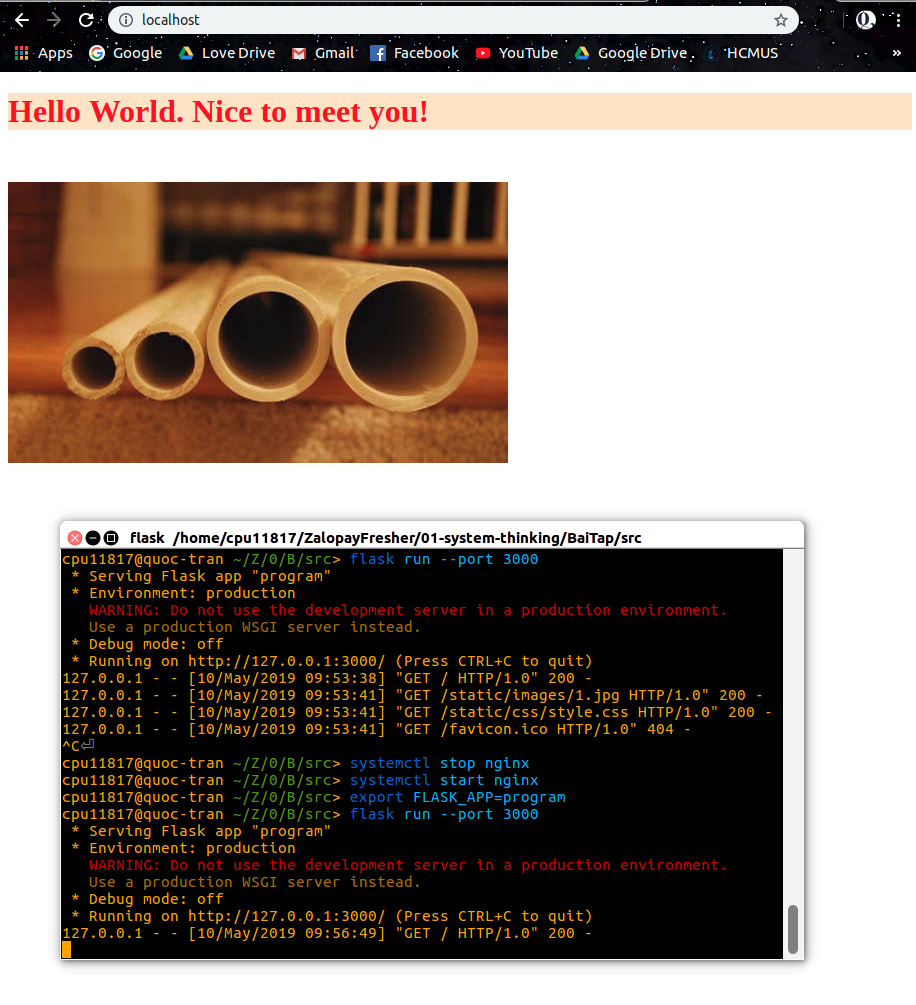 localhost
Apps Google Love Drive Gmail Facebook YouTube Google Drive HCMUS »
Hello World. Nice to meet you!
flask /home/cpu11817/ZalopayFresher/01-system-thinking/BaiTap/src
cpu11817@quoc-tran ~/Z/0/B/src> flask run --port 3000
 * Serving Flask app "program"
 * Environment: production
   WARNING: Do not use the development server in a production environment.
   Use a production WSGI server instead.
 * Debug mode: off
 * Running on http://127.0.0.1:3000/ (Press CTRL+C to quit)
127.0.0.1 - - [10/May/2019 09:53:38] "GET / HTTP/1.0" 200 -
127.0.0.1 - - [10/May/2019 09:53:41] "GET /static/images/1.jpg HTTP/1.0" 200 -
127.0.0.1 - - [10/May/2019 09:53:41] "GET /static/css/style.css HTTP/1.0" 200 -
127.0.0.1 - - [10/May/2019 09:53:41] "GET /favicon.ico HTTP/1.0" 404 -
^C⏎
cpu11817@quoc-tran ~/Z/0/B/src> systemctl stop nginx
cpu11817@quoc-tran ~/Z/0/B/src> systemctl start nginx
cpu11817@quoc-tran ~/Z/0/B/src> export FLASK_APP=program
cpu11817@quoc-tran ~/Z/0/B/src> flask run --port 3000
 * Serving Flask app "program"
 * Environment: production
   WARNING: Do not use the development server in a production environment.
   Use a production WSGI server instead.
 * Debug mode: off
 * Running on http://127.0.0.1:3000/ (Press CTRL+C to quit)
127.0.0.1 - - [10/May/2019 09:56:49] "GET / HTTP/1.0" 200 -